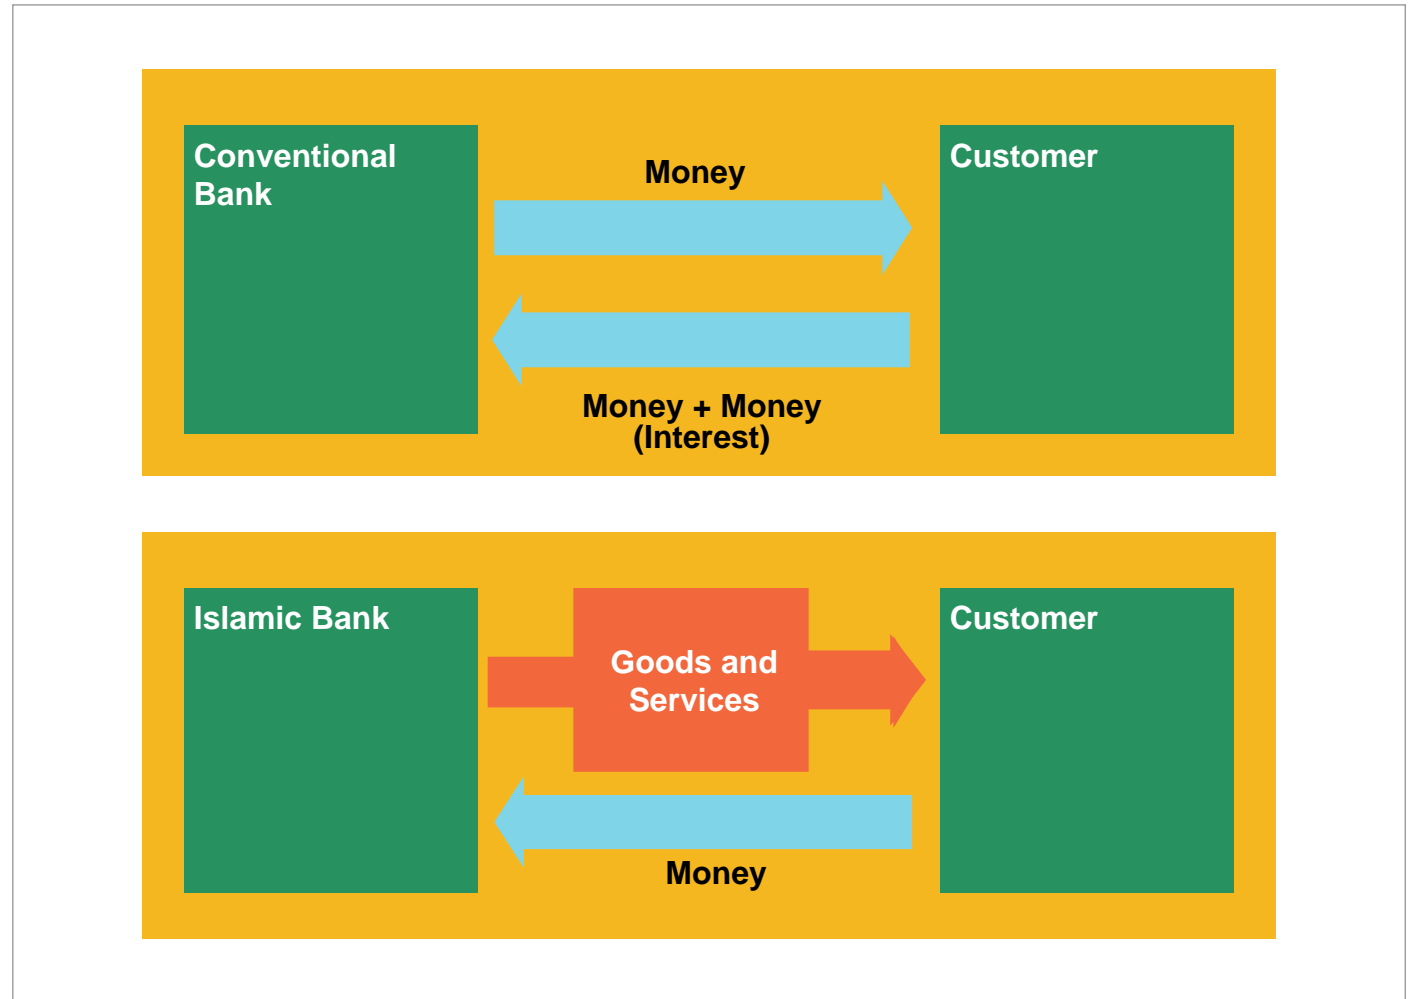 Conventional
Bank
Money
Customer
Money + Money
(Interest)
Islamic Bank
Goods and
Services
Customer
Money